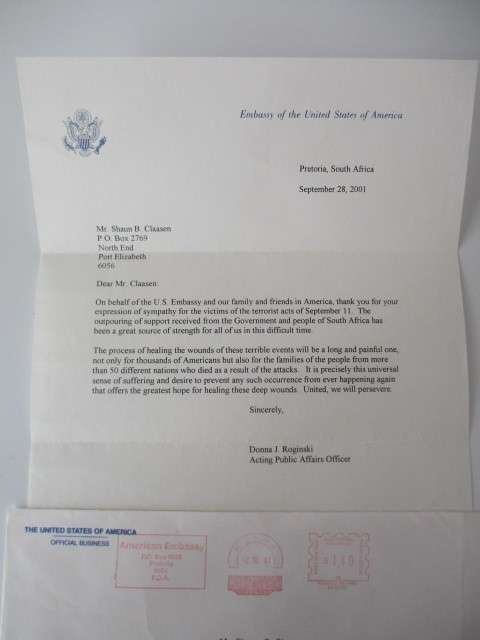 Embassy of the United States of America
Pretoria, South Africa
September 28, 2001
Mr. Shaun B. Claasen
P O. Box 2769
North End
Port Elizabeth
6056
Dear Mr. Claasen:
On behalf of the U.S. Embassy and our family and friends in America, thank you for your
expression of sympathy for the victims of the terrorist acts of September 11. The
outpouring of support received from the Government and people of South Africa has
been a great source of strength for all of us in this difficult time.
The process of healing the wounds of these terrible events will be a long and painful one,
not only for thousands of Americans but also for the families of the people from more
than 50 different nations who died as a result of the attacks. It is precisely this universal
sense of suffering and desire to prevent any such occurrence from ever happening again
that offers the greatest hope for healing these deep wounds. United, we will persevere.
Sincerely,
Donna J. Roginski
Acting Public Affairs Officer
THE UNITED STATES OF AMERICA
OFFICIAL BUSINESS
American Embassy
P.O. Box
Pretoria